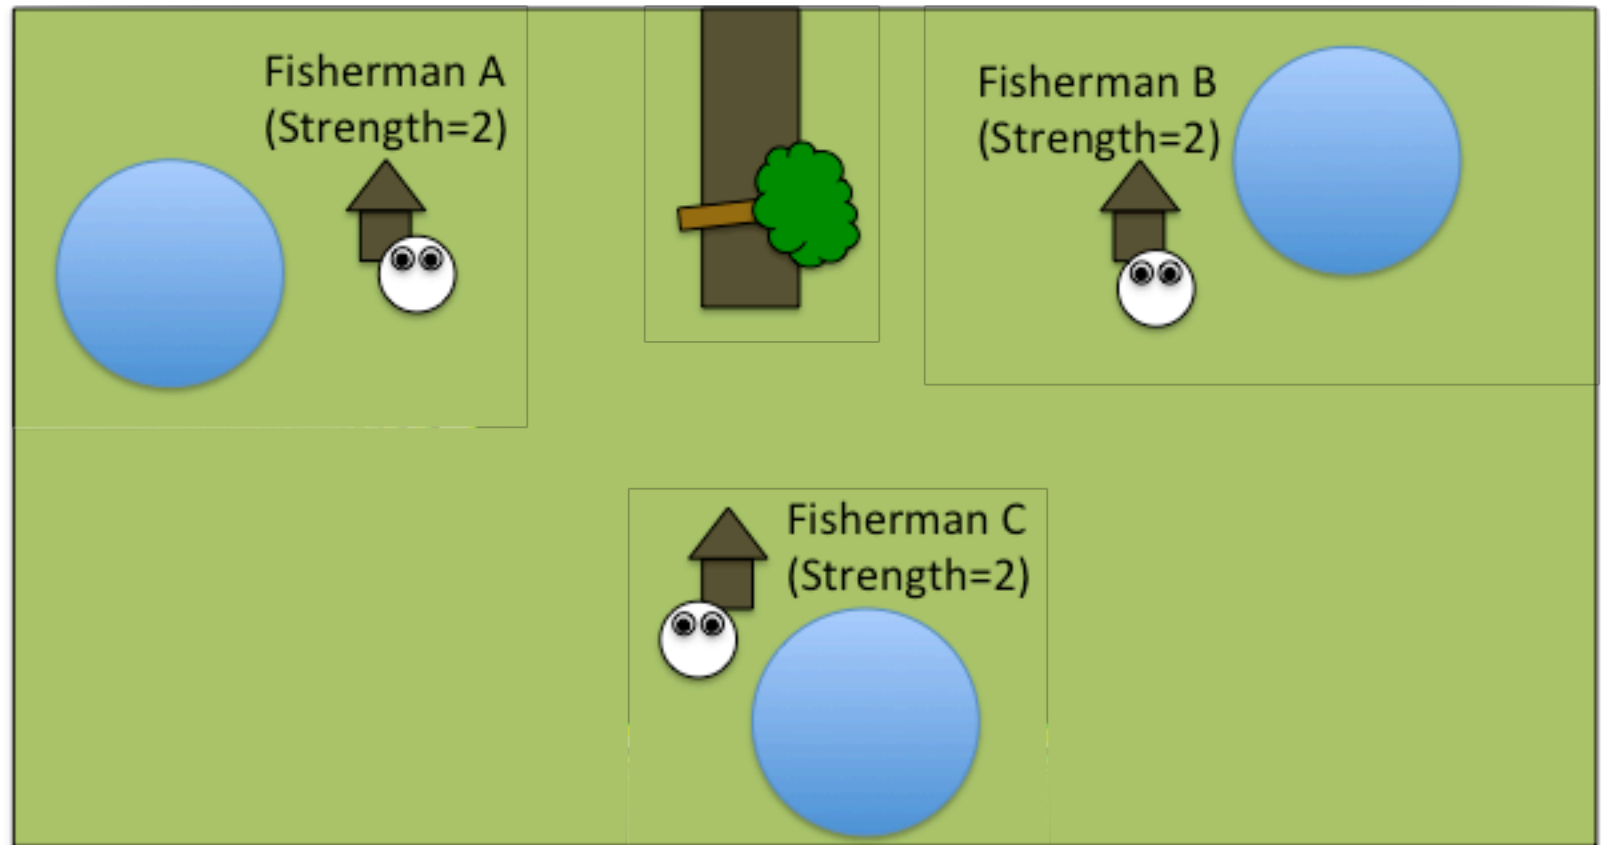 Fisherman A
(Strength=2)
Fisherman B
(Strength=2)
Fisherman C
(Strength=2)